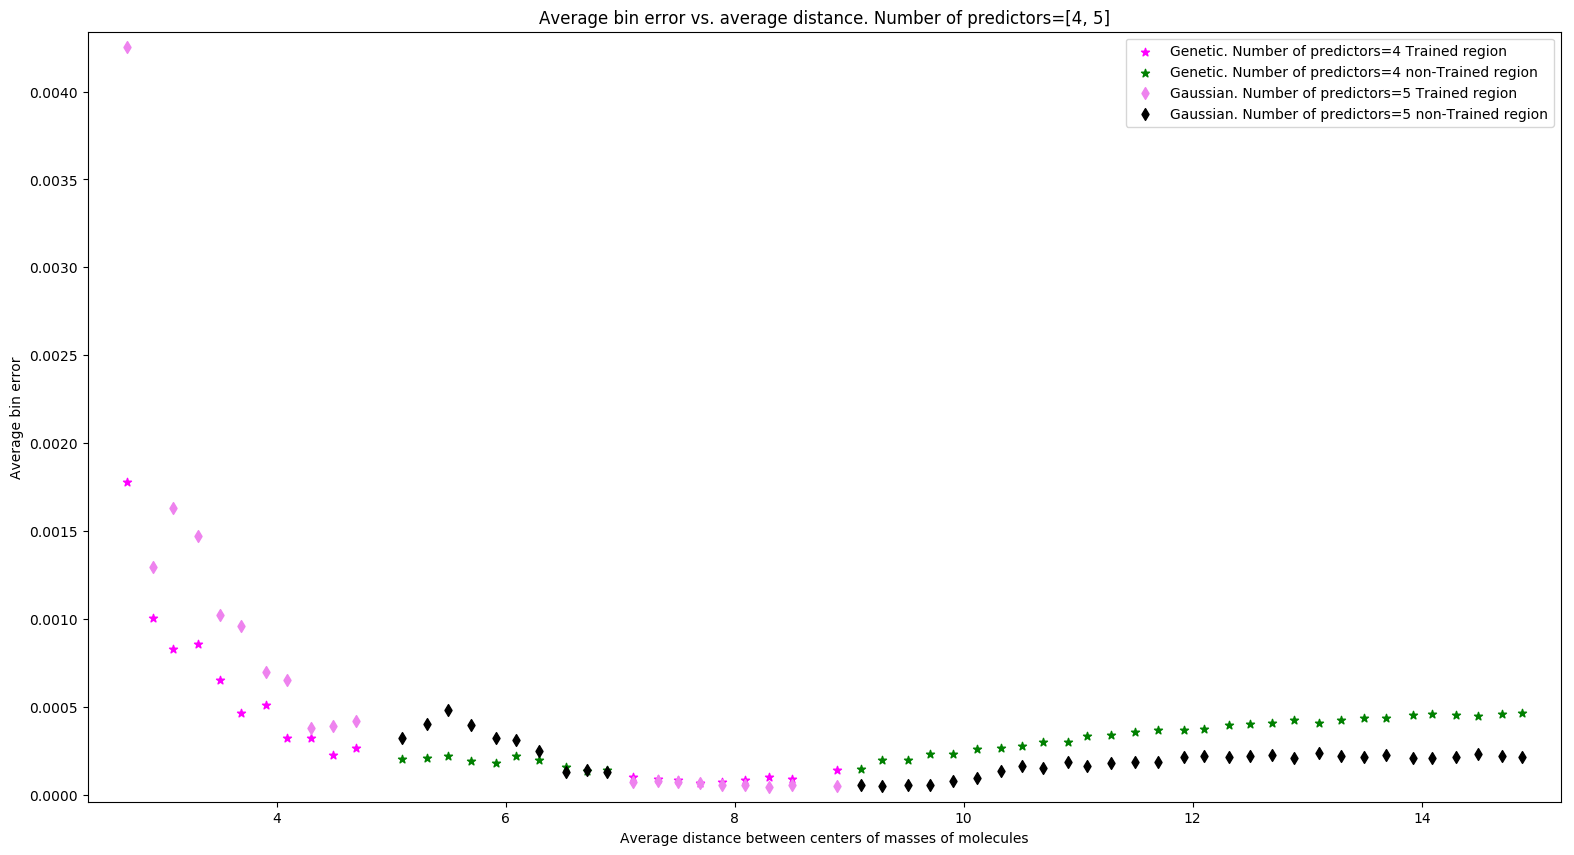 Average bin error vs. average distance. Number of predictors=[4, 5]
Genetic. Number of predictors=4 Trained region
Genetic. Number of predictors=4 non-Trained region
Gaussian. Number of predictors=5 Trained region
Gaussian. Number of predictors=5 non-Trained region
Average bin error
0.0040
0.0035
0.0030
0.0025
0.0020
0.0015
0.0010
0.0005
0.0000
4 6 8 10 12 14
Average distance between centers of masses of molecules